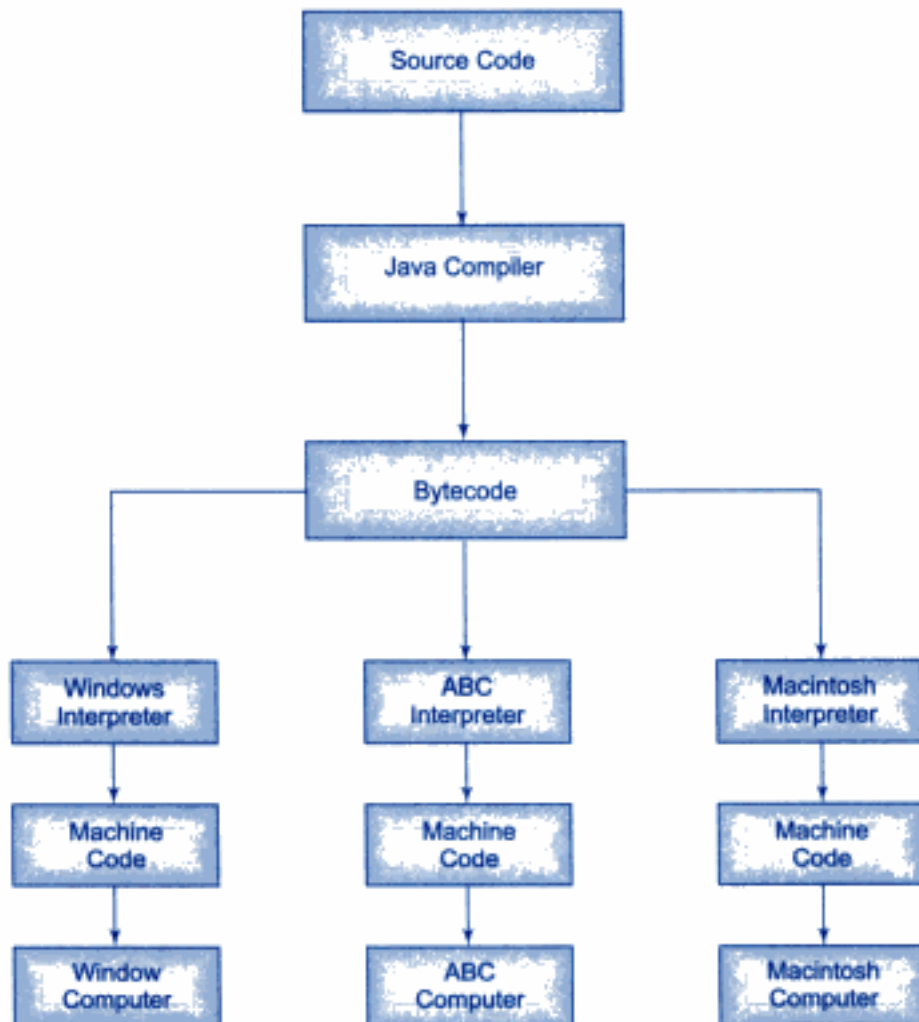 Source Code
Java Compiler
Bytecode
Windows
Interpreter
ABC
Interpreter
Macintosh
Interpreter
Machine
Code
Machine
Code
Machine
Code
Window
Computer
ABC
Computer
Macintosh
Computer